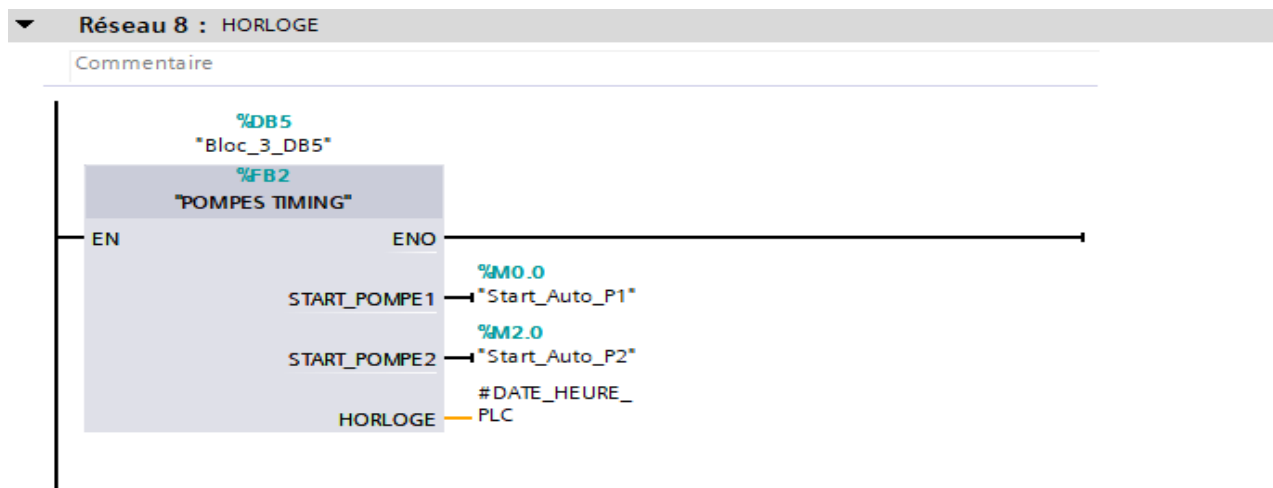 Réseau 8 : HORLOGE
Commentaire
%DB5
"Bloc_3_DB5"
%FB2
"POMPES TIMING"
EN ENO
%M0.0
START_POMPE1 "Start_Auto_P1"
%M2.0
START_POMPE2 "Start_Auto_P2"
#DATE_HEURE_
HORLOGE PLC